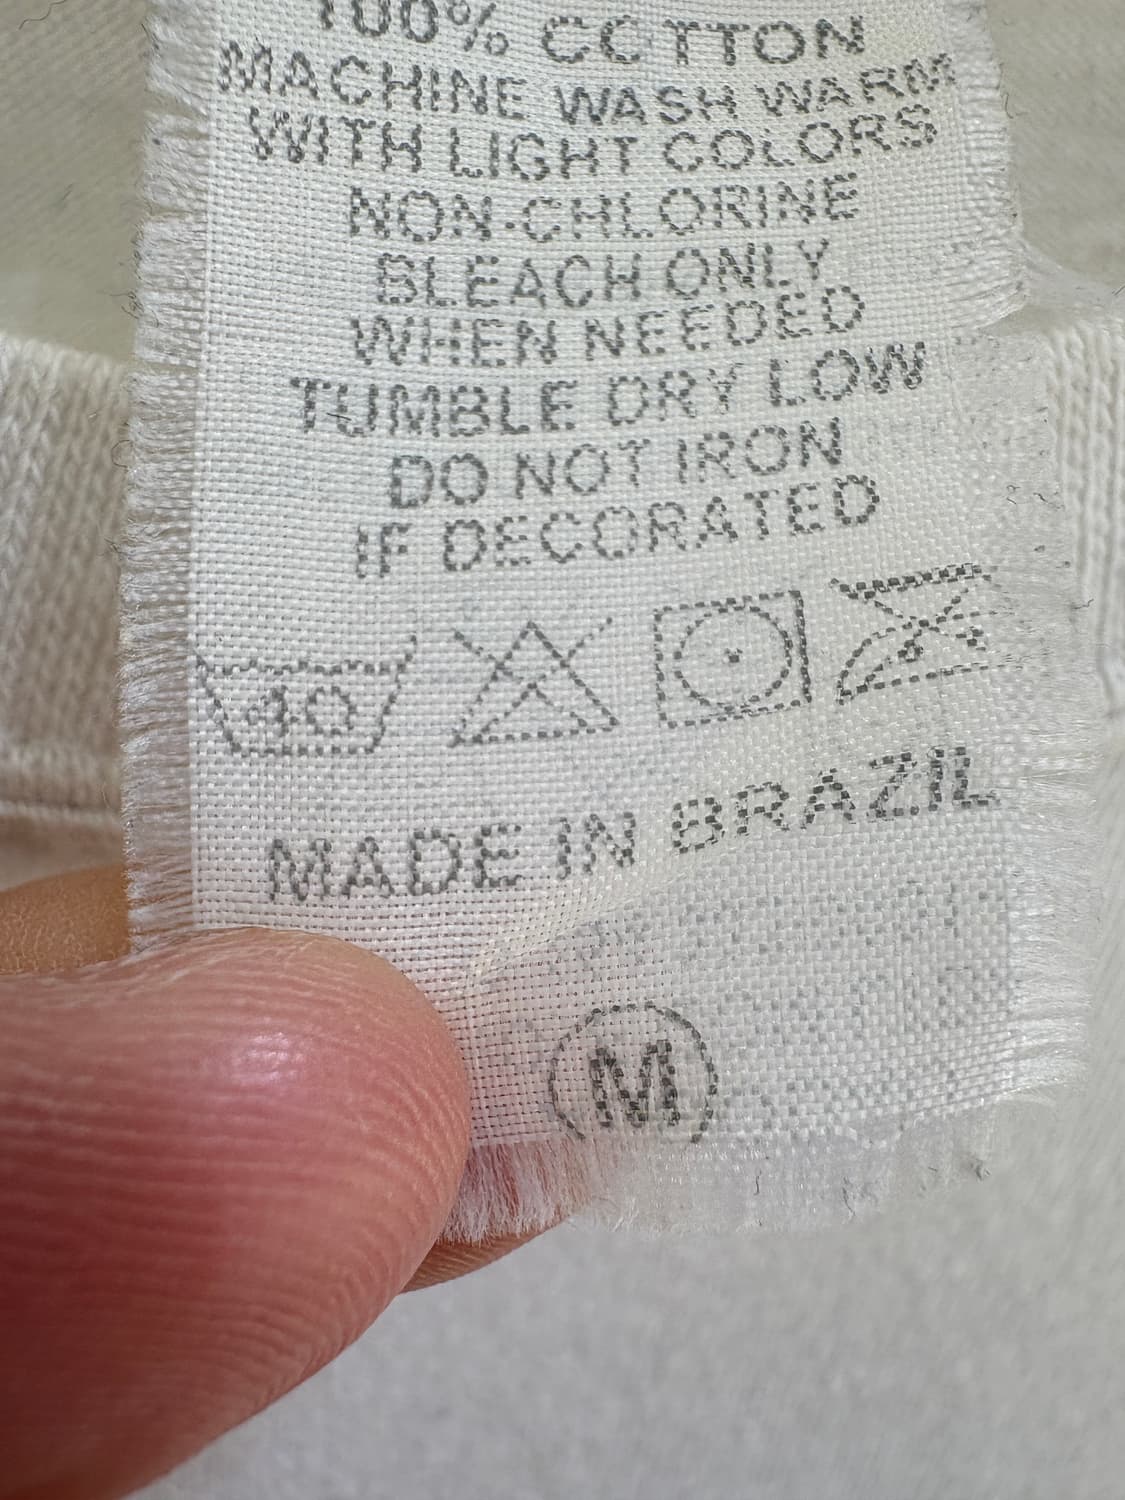 100% COTTON
MACHINE WASH WARM
WITH LIGHT COLORS
NON-CHLORINE
BLEACH ONLY
WHEN NEEDED
TUMBLE DRY LOW
DO NOT IRON
IF DECORATED
40
MADE IN BRAZIL
M